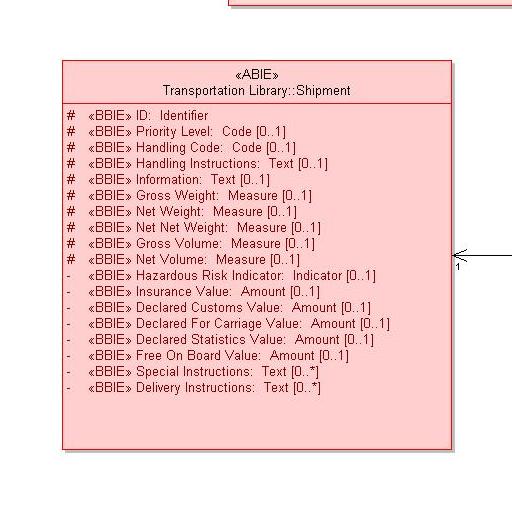 «ABIE»
Transportation Library::Shipment
# «BBIE» ID: Identifier
# «BBIE» Priority Level: Code [0..1]
# «BBIE» Handling Code: Code [0..1]
# «BBIE» Handling Instructions: Text [0..1]
# «BBIE» Information: Text [0..1]
# «BBIE» Gross Weight: Measure [0..1]
# «BBIE» Net Weight: Measure [0..1]
# «BBIE» Net Net Weight: Measure [0..1]
# «BBIE» Gross Volume: Measure [0..1]
# «BBIE» Net Volume: Measure [0..1]
- «BBIE» Hazardous Risk Indicator: Indicator [0..1]
- «BBIE» Insurance Value: Amount [0..1]
- «BBIE» Declared Customs Value: Amount [0..1]
- «BBIE» Declared For Carriage Value: Amount [0..1]
- «BBIE» Declared Statistics Value: Amount [0..1]
- «BBIE» Free On Board Value: Amount [0..1]
- «BBIE» Special Instructions: Text [0..*]
- «BBIE» Delivery Instructions: Text [0..*]
1